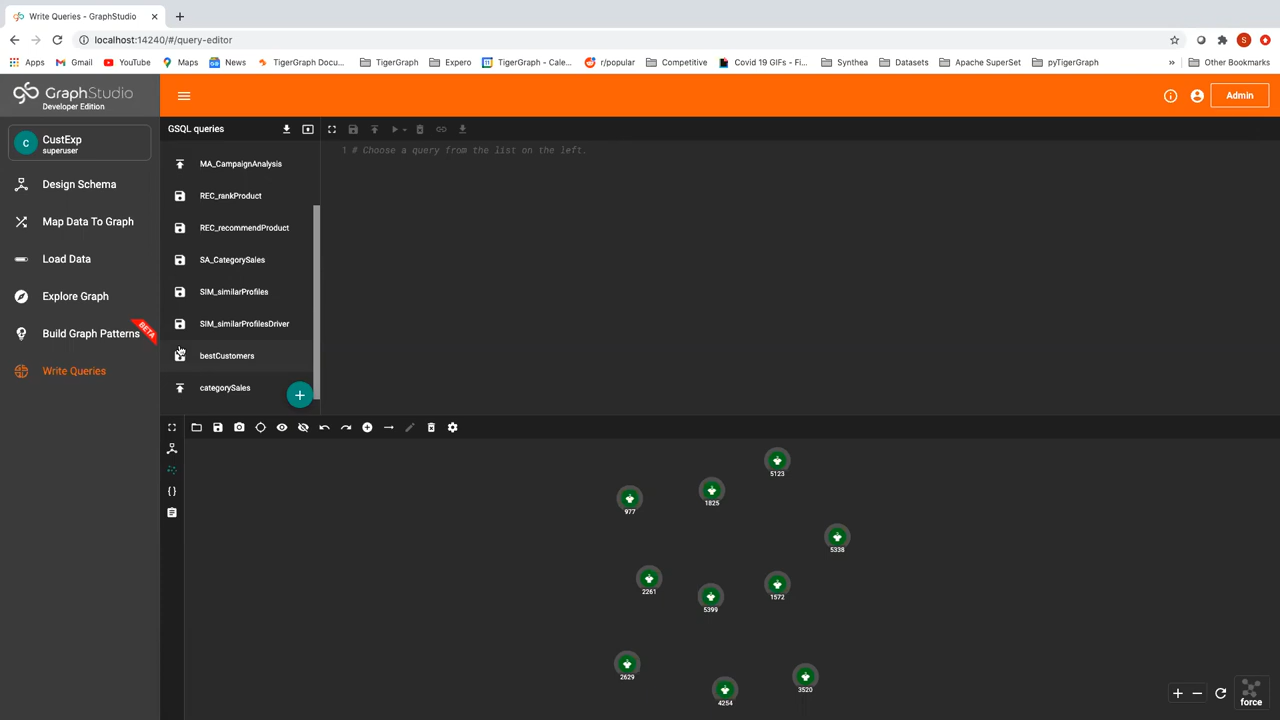 Write Queries - GraphStudio
localhost:14240/#/query-editor
Apps
Gmail
YouTube
Maps
News
TigerGraph Docu...
TigerGraph
Expero
TigerGraph - Cale...
r/popular
Competitive
Covid 19 GIFs - Fi...
Synthea
Datasets
Apache SuperSet
pyTigerGraph
»
Other Bookmarks
S
GraphStudio
Developer Edition
Admin
C
CustExp
superuser
Design Schema
Map Data To Graph
Load Data
Explore Graph
Build Graph Patterns
BETA
Write Queries
GSQL queries
MA_CampaignAnalysis
REC_rankProduct
REC_recommendProduct
SA_CategorySales
SIM_similarProfiles
SIM_similarProfilesDriver
bestCustomers
categorySales
1 # Choose a query from the list on the left.
5123
1825
977
5338
2261
1572
5399
2629
3520
4254
force